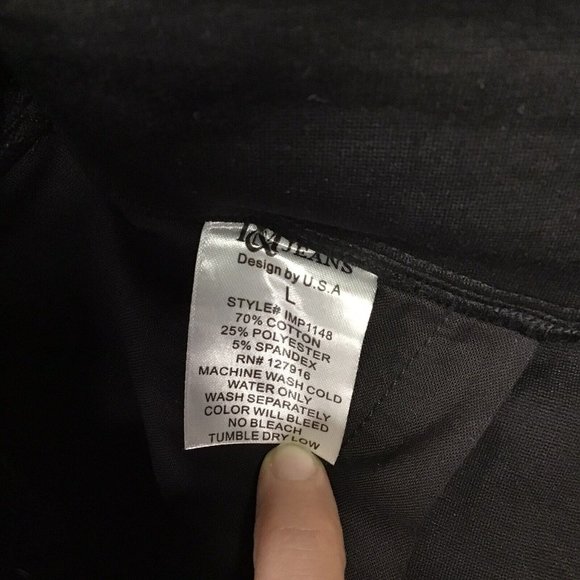 JEANS
Design by U.S.A
L
STYLE# IMP1148
70% COTTON
25% POLYESTER
5% SPANDEX
RN# 127916
MACHINE WASH COLD
WATER ONLY
WASH SEPARATELY
COLOR WILL BLEED
NO BLEACH
TUMBLE DRY LOW